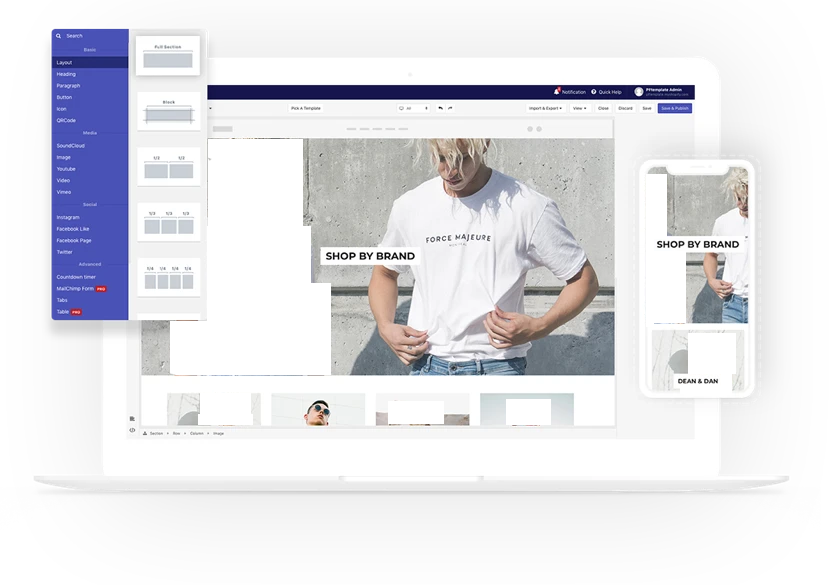 Search
Basic
Layout
Heading
Paragraph
Button
Icon
QRCode
Media
SoundCloud
Image
Youtube
Video
Vimeo
Social
Instagram
Facebook Like
Facebook Page
Twitter
Advanced
Countdown timer
MailChimp Form PRO
Tabs
Table PRO
Full Section
Block
1/2 1/2
1/3 1/3 1/3
1/4 1/4 1/4 1/4
Notification
Quick Help
PFtemplate Admin
Pick A Template
All
Import & Export
View
Close
Discard
Save
Save & Publish
FORCE MAJEURE
SHOP BY BRAND
Section
Row
Column
Image
SHOP BY BRAND
DEAN & DAN